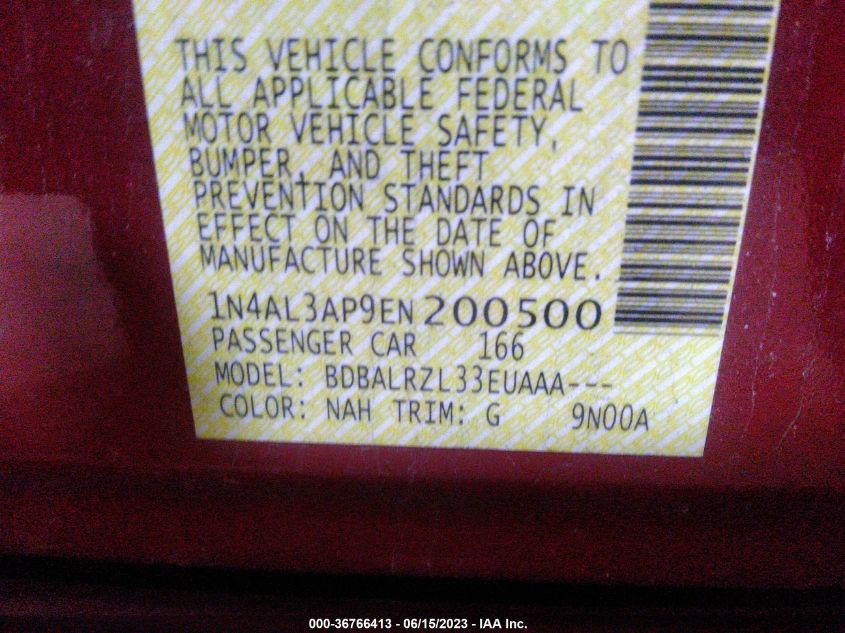 THIS VEHICLE CONFORMS TO
ALL APPLICABLE FEDERAL
MOTOR VEHICLE SAFETY,
BUMPER, AND THEFT
PREVENTION STANDARDS IN
EFFECT ON THE DATE OF
MANUFACTURE SHOWN ABOVE.
1N4AL3AP9EN200500
PASSENGER CAR 166
MODEL: BDBALRZL33EUAAA---
COLOR: NAH TRIM: G 9N00A
000-36766413 - 06/15/2023 - IAA Inc.